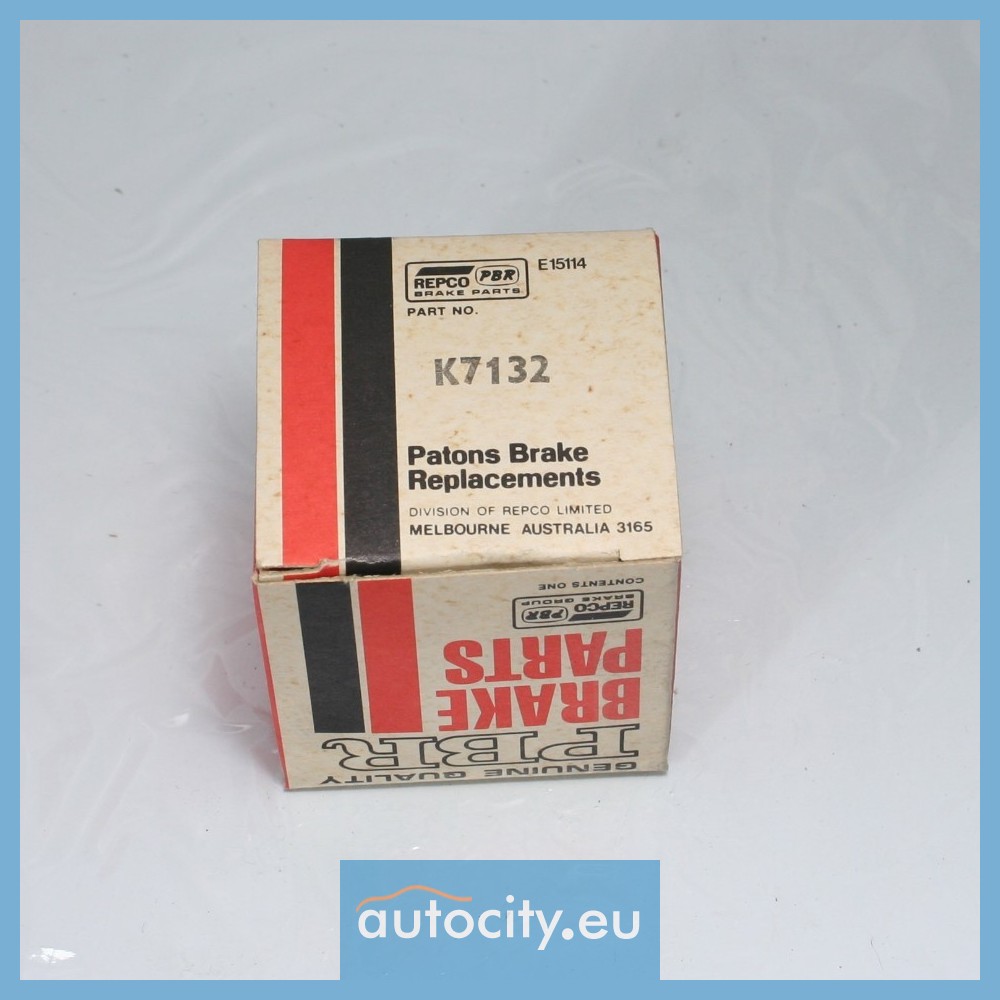 REPCO PBR
BRAKE PARTS
E15114
PART NO.
K7132
Patons Brake
Replacements
DIVISION OF REPCO LIMITED
MELBOURNE AUSTRALIA 3165
GENUINE QUALITY
PBR
BRAKE
PARTS
REPCO PBR
BRAKE GROUP
CONTENTS ONE
autocity.eu